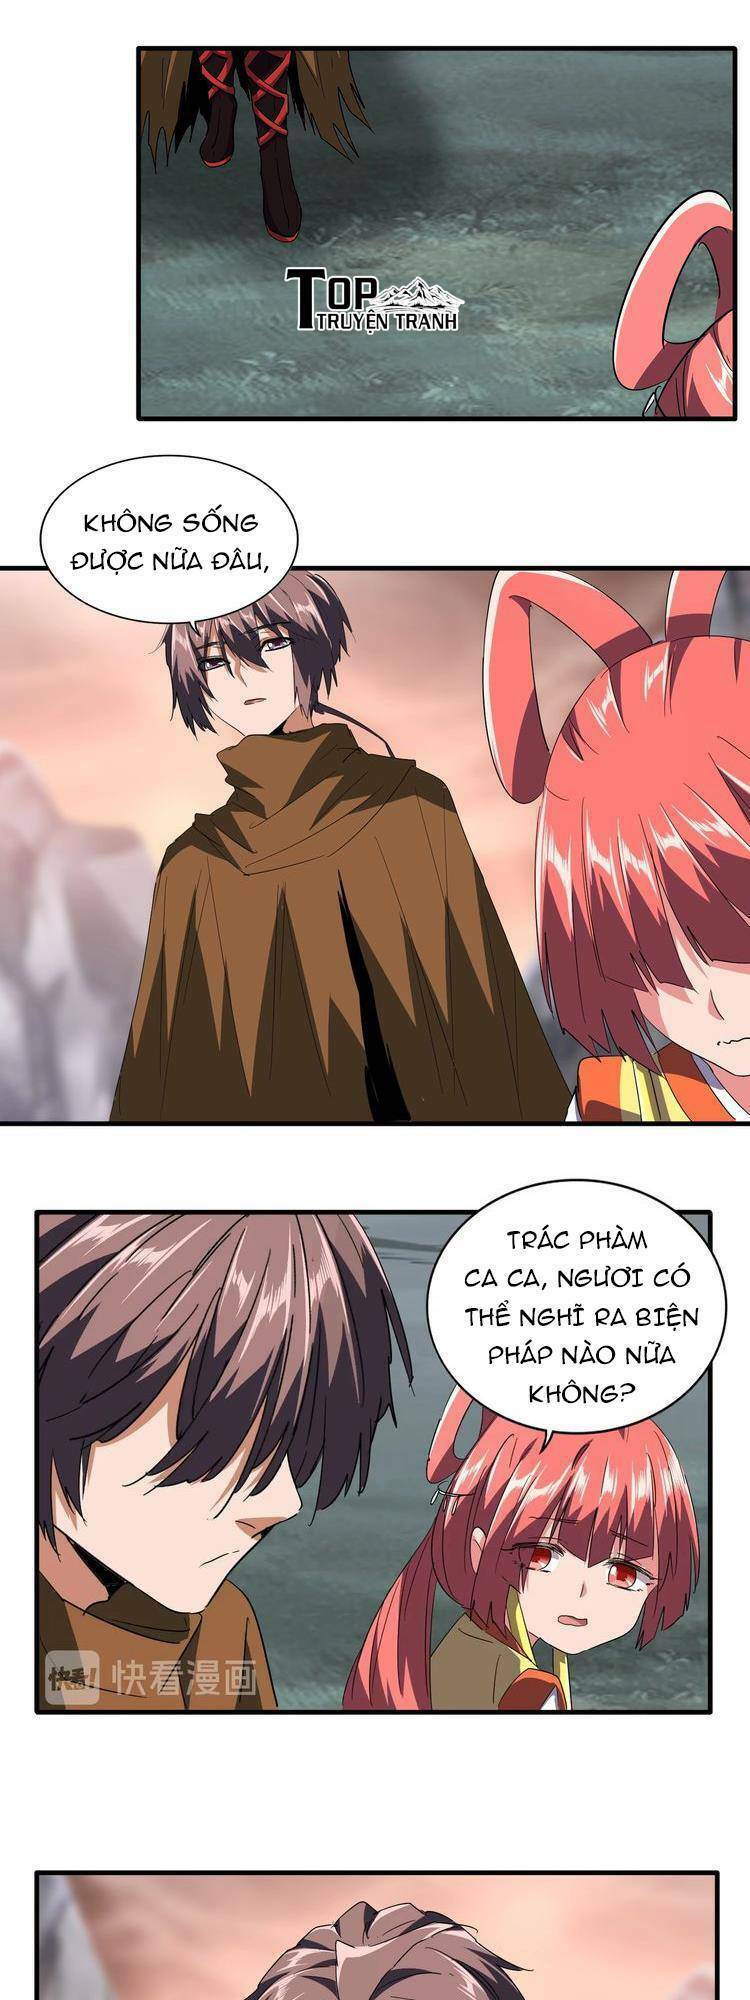 TOP
TRUYỆN TRANH
KHÔNG SỐNG
ĐƯỢC NỮA ĐÂU,
TRÁC PHÀM
CA CA, NGƯƠI CÓ
THỂ NGHĨ RA BIỆN
PHÁP NÀO NỮA
KHÔNG?
快看! 快看漫画